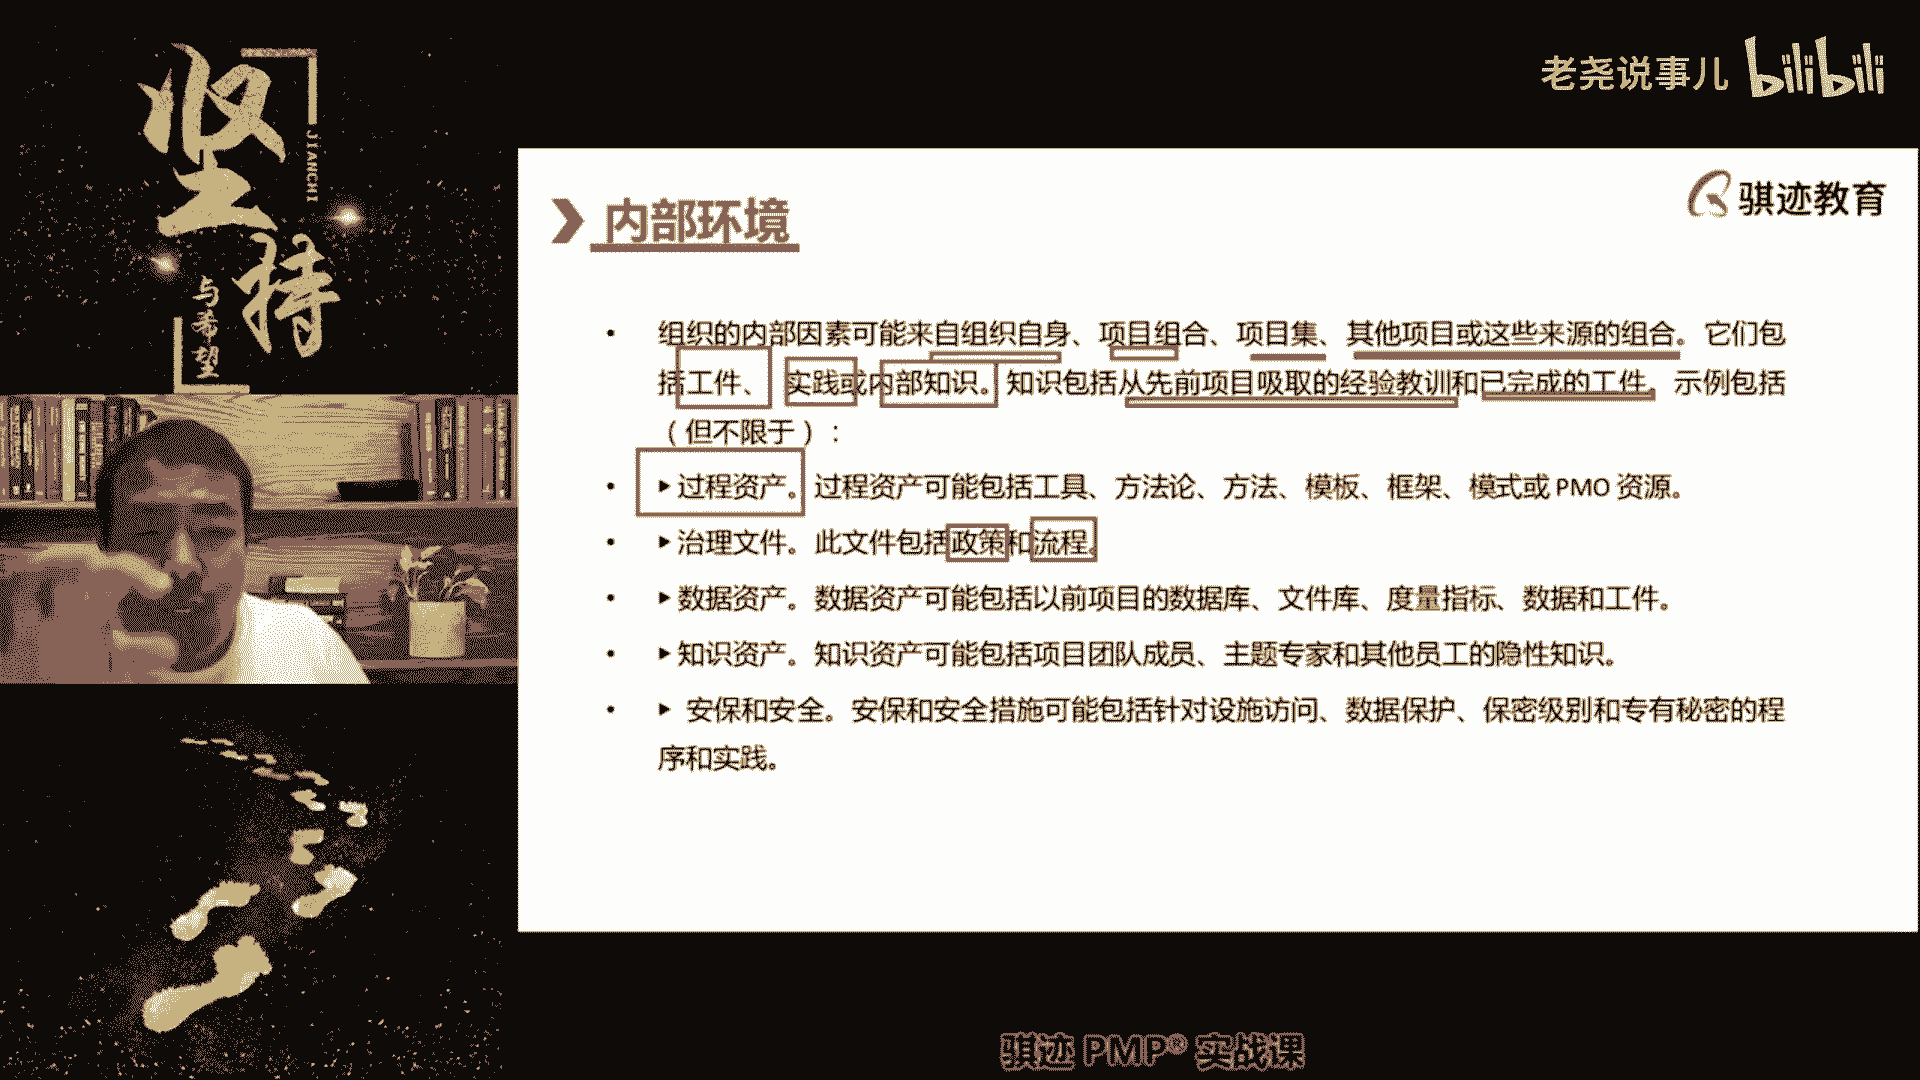 坚持
JIANCHI
与希望
老尧说事儿 bilibili
骐迹教育
内部环境
• 组织的内部因素可能来自组织自身、项目组合、项目集、其他项目或这些来源的组合。它们包
括工件、 实践或内部知识。知识包括从先前项目吸取的经验教训和已完成的工件。示例包括
（但不限于）：
• ▶过程资产。过程资产可能包括工具、方法论、方法、模板、框架、模式或 PMO 资源。
• ▶治理文件。此文件包括政策和流程。
• ▶数据资产。数据资产可能包括以前项目的数据库、文件库、度量指标、数据和工件。
• ▶知识资产。知识资产可能包括项目团队成员、主题专家和其他员工的隐性知识。
• ▶ 安保和安全。安保和安全措施可能包括针对设施访问、数据保护、保密级别和专有秘密的程
序和实践。
骐迹 PMP® 实战课